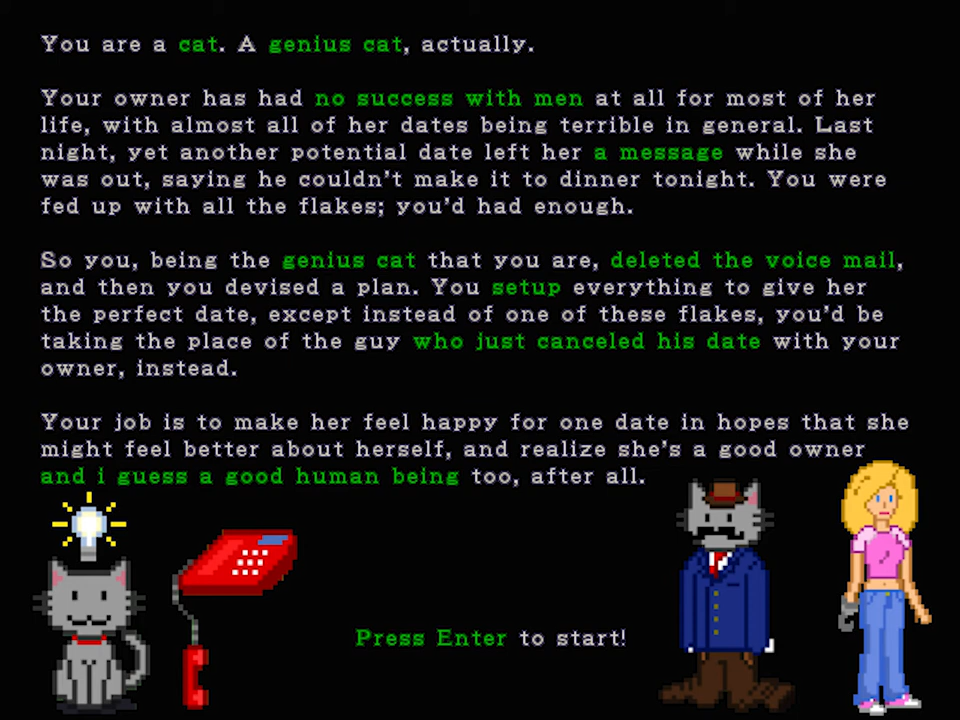 You are a cat. A genius cat, actually.
Your owner has had no success with men at all for most of her
life, with almost all of her dates being terrible in general. Last
night, yet another potential date left her a message while she
was out, saying he couldn't make it to dinner tonight. You were
fed up with all the flakes; you'd had enough.
So you, being the genius cat that you are, deleted the voice mail,
and then you devised a plan. You setup everything to give her
the perfect date, except instead of one of these flakes, you'd be
taking the place of the guy who just canceled his date with your
owner, instead.
Your job is to make her feel happy for one date in hopes that she
might feel better about herself, and realize she's a good owner
and i guess a good human being too, after all.
Press Enter to start!